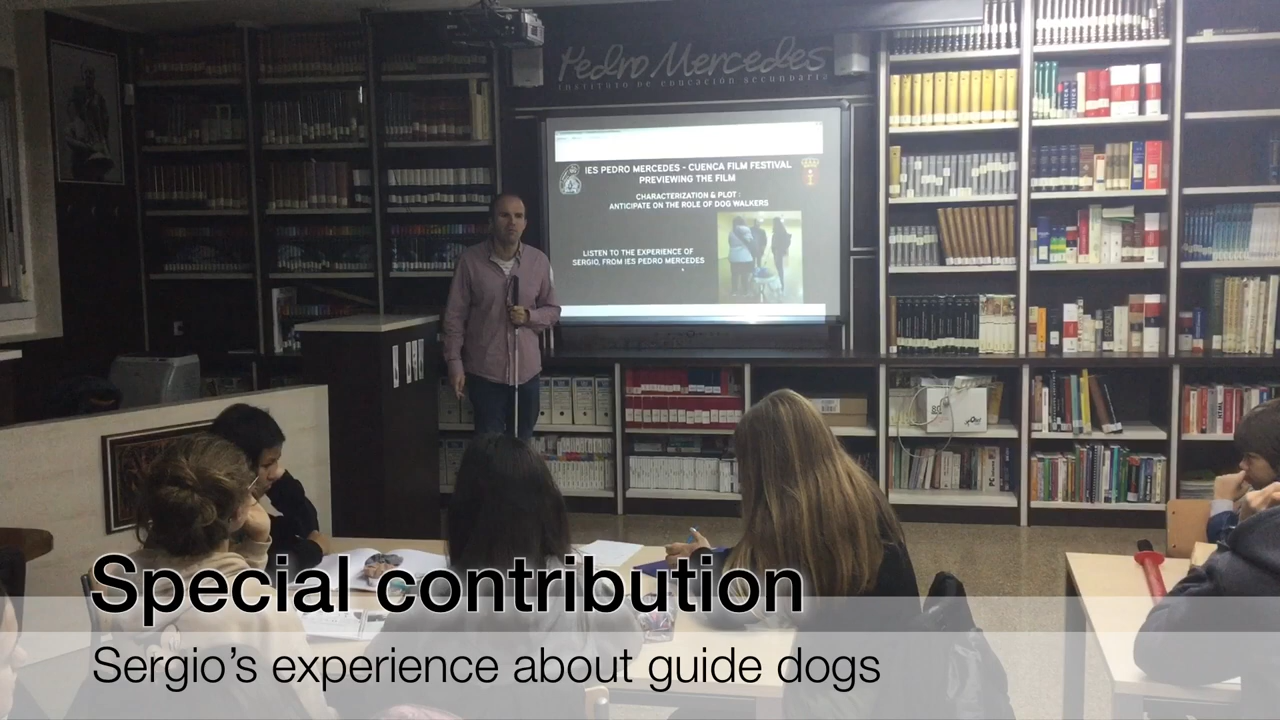 Pedro Mercedes
INSTITUTO DE EDUCACIÓN SECUNDARIA
IES PEDRO MERCEDES - CUENCA FILM FESTIVAL
PREVIEWING THE FILM
CHARACTERIZATION & PLOT :
ANTICIPATE ON THE ROLE OF DOG WALKERS
LISTEN TO THE EXPERIENCE OF
SERGIO, FROM IES PEDRO MERCEDES
Special contribution
Sergio’s experience about guide dogs